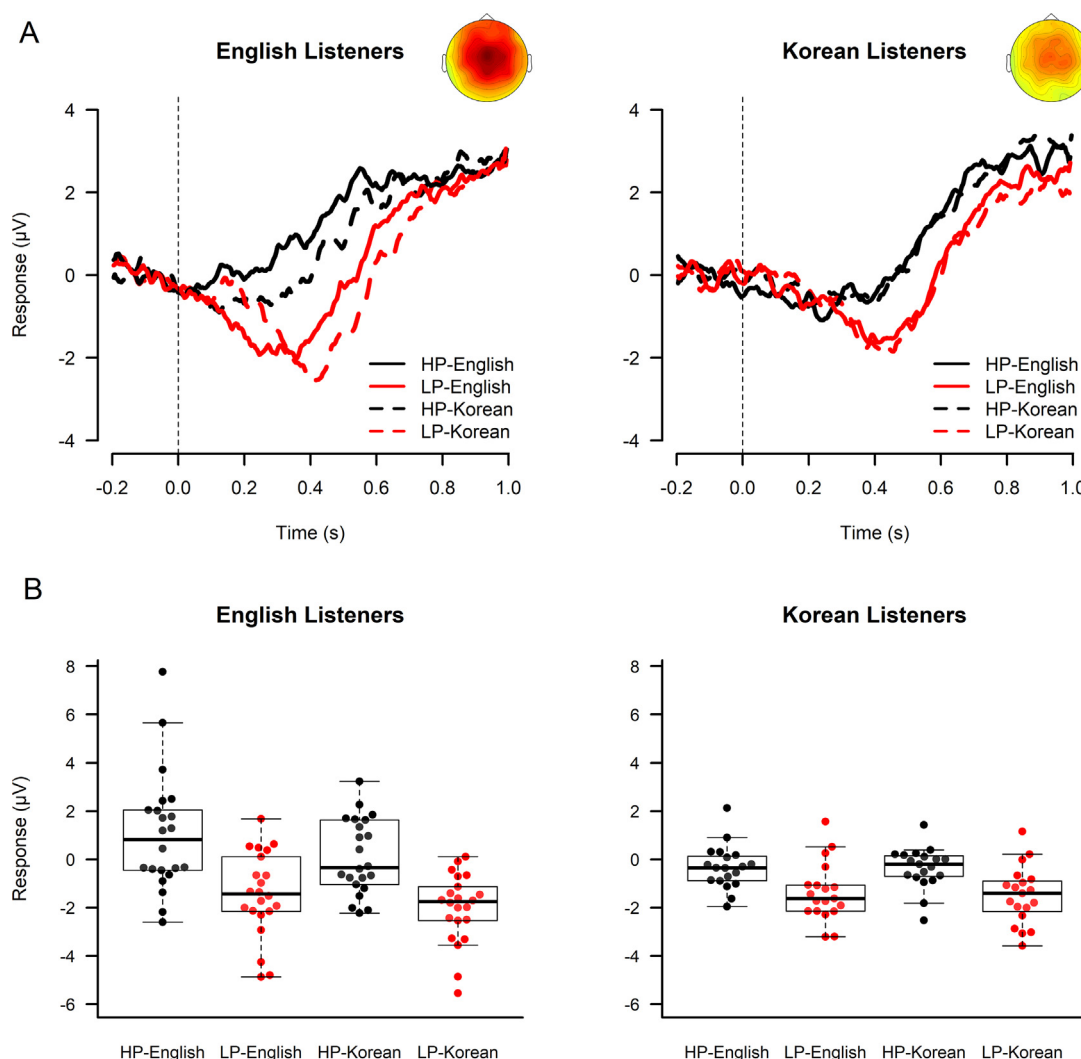 A
English Listeners
Korean Listeners
4
2
0
-2
-4
Response (µV)
-0.2 0.0 0.2 0.4 0.6 0.8 1.0
Time (s)
HP-English
LP-English
HP-Korean
LP-Korean
4
2
0
-2
-4
-0.2 0.0 0.2 0.4 0.6 0.8 1.0
Time (s)
HP-English
LP-English
HP-Korean
LP-Korean
B
English Listeners
Korean Listeners
8
6
4
2
0
-2
-4
-6
Response (µV)
HP-English LP-English HP-Korean LP-Korean
8
6
4
2
0
-2
-4
-6
HP-English LP-English HP-Korean LP-Korean